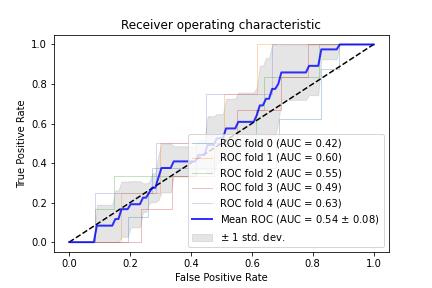 Receiver operating characteristic
1.0
0.8
0.6
0.4
0.2
0.0
True Positive Rate
ROC fold 0 (AUC = 0.42)
ROC fold 1 (AUC = 0.60)
ROC fold 2 (AUC = 0.55)
ROC fold 3 (AUC = 0.49)
ROC fold 4 (AUC = 0.63)
Mean ROC (AUC = 0.54 ± 0.08)
± 1 std. dev.
0.0 0.2 0.4 0.6 0.8 1.0
False Positive Rate